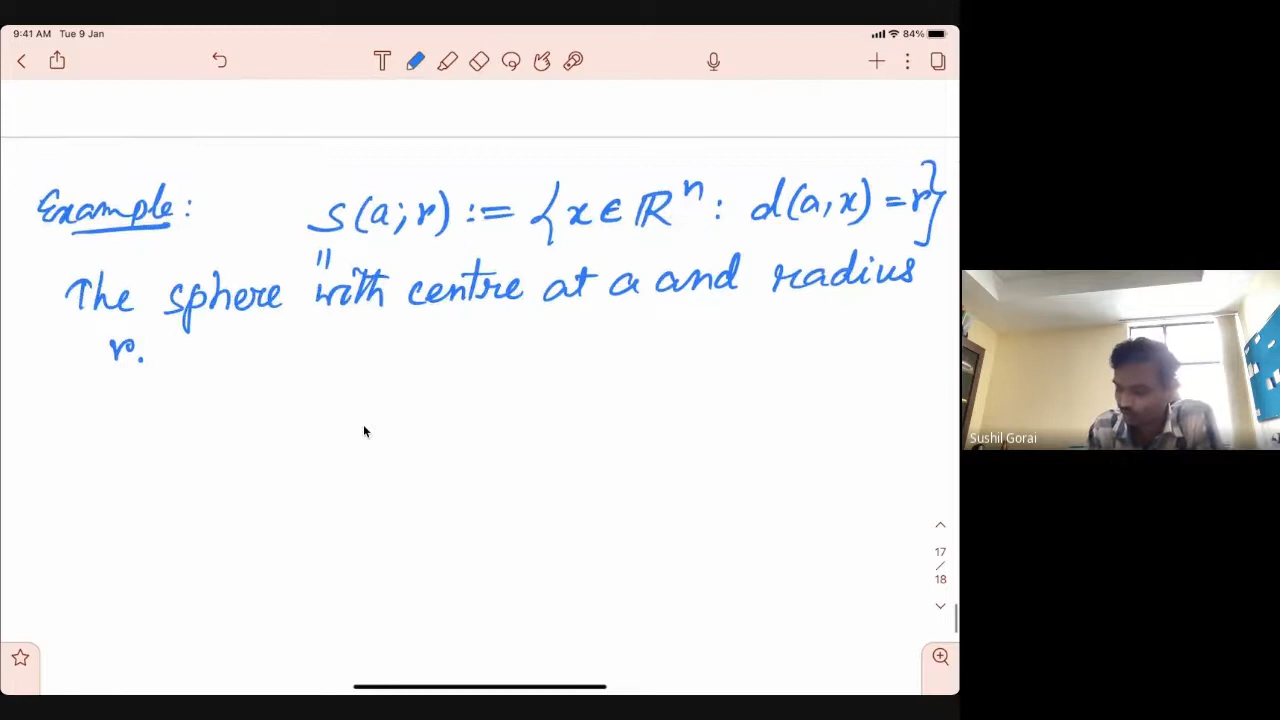 9:41 AM Tue 9 Jan
84%
Example: S(a;r) := {x ∈ ℝⁿ : d(a,x) = r}
"
The sphere with centre at a and radius
r.
Sushil Gorai
17
/
18